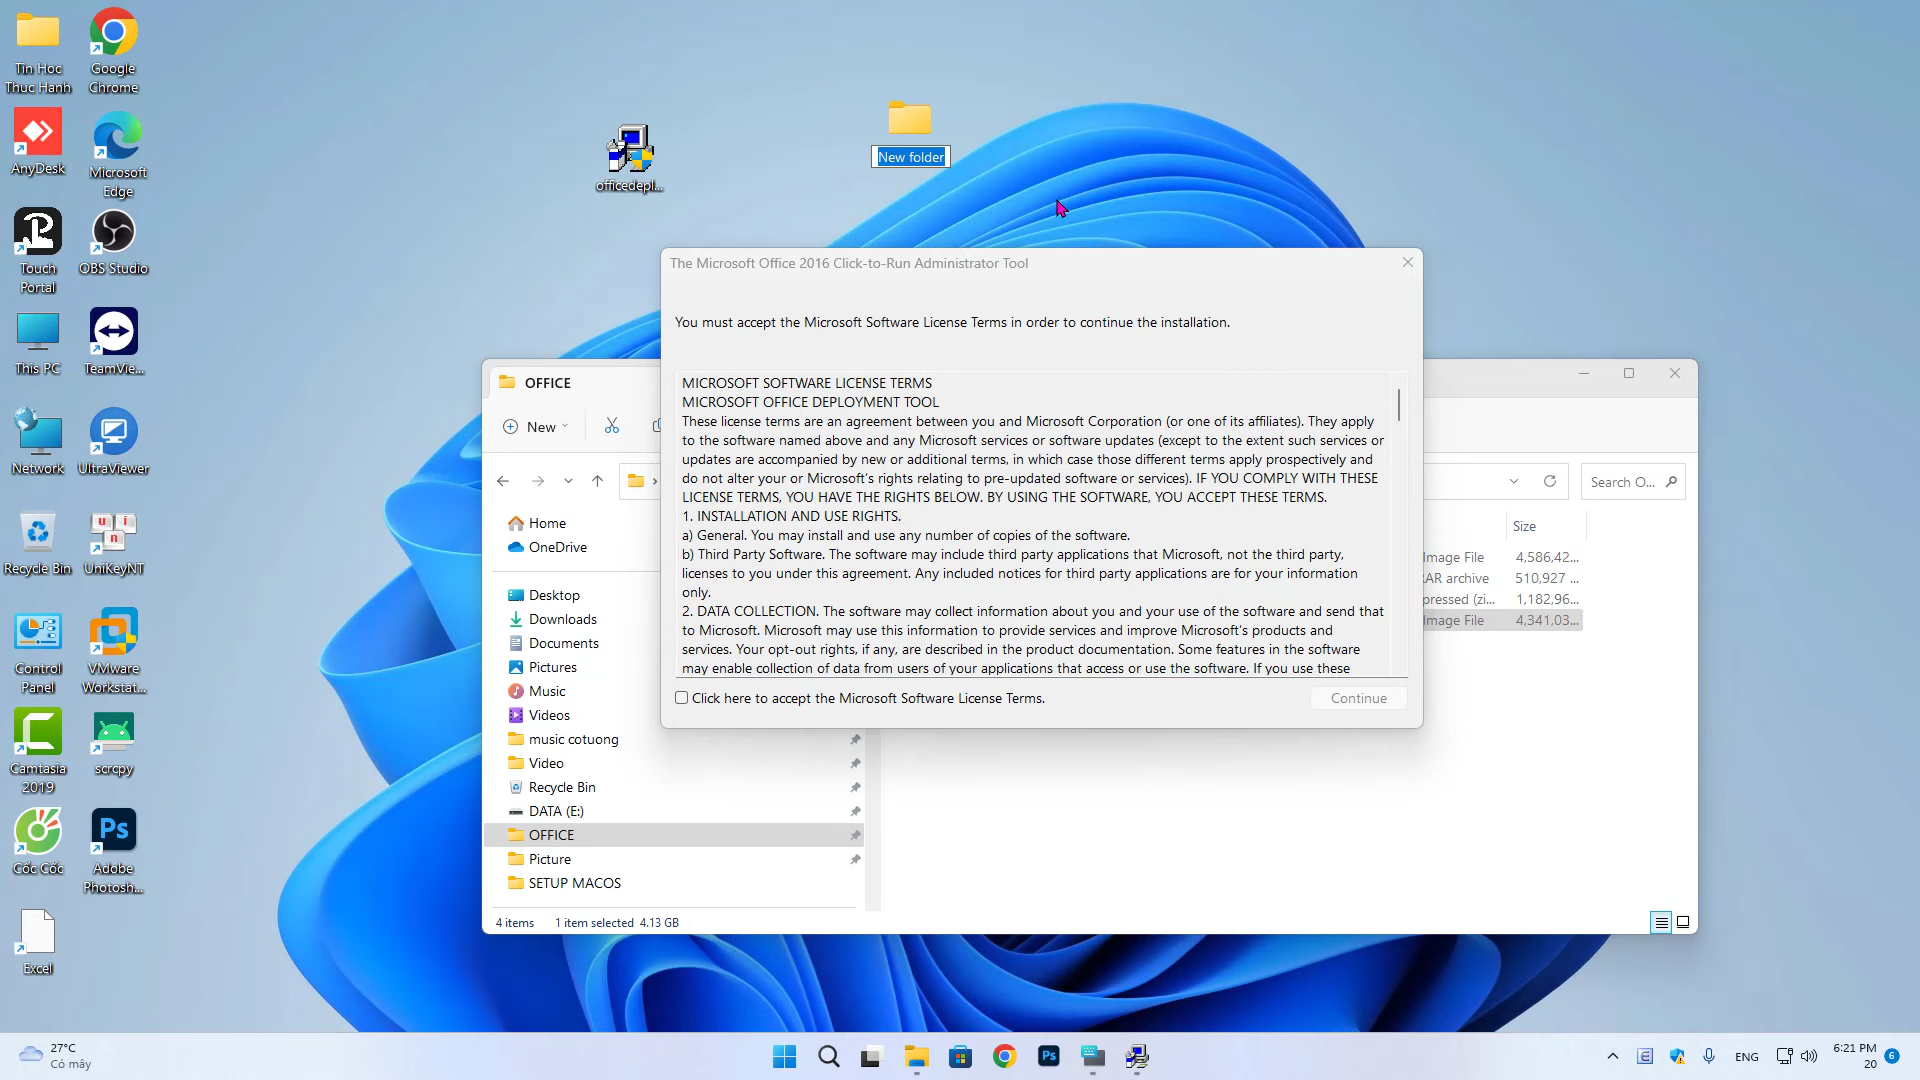 Tin Hoc
Thuc Hanh
Google
Chrome
AnyDesk
Microsoft
Edge
Touch
Portal
OBS Studio
This PC
TeamVie...
Network
UltraViewer
Recycle Bin
UniKeyNT
Control
Panel
VMware
Workstat...
Camtasia
2019
scrcpy
Cốc Cốc
Adobe
Photosh...
Excel
officedepl...
New folder
The Microsoft Office 2016 Click-to-Run Administrator Tool
You must accept the Microsoft Software License Terms in order to continue the installation.
MICROSOFT SOFTWARE LICENSE TERMS
MICROSOFT OFFICE DEPLOYMENT TOOL
These license terms are an agreement between you and Microsoft Corporation (or one of its affiliates). They apply
to the software named above and any Microsoft services or software updates (except to the extent such services or
updates are accompanied by new or additional terms, in which case those different terms apply prospectively and
do not alter your or Microsoft's rights relating to pre-updated software or services). IF YOU COMPLY WITH THESE
LICENSE TERMS, YOU HAVE THE RIGHTS BELOW. BY USING THE SOFTWARE, YOU ACCEPT THESE TERMS.
1. INSTALLATION AND USE RIGHTS.
a) General. You may install and use any number of copies of the software.
b) Third Party Software. The software may include third party applications that Microsoft, not the third party,
licenses to you under this agreement. Any included notices for third party applications are for your information
only.
2. DATA COLLECTION. The software may collect information about you and your use of the software and send that
to Microsoft. Microsoft may use this information to provide services and improve Microsoft's products and
services. Your opt-out rights, if any, are described in the product documentation. Some features in the software
may enable collection of data from users of your applications that access or use the software. If you use these
Click here to accept the Microsoft Software License Terms.
Continue
OFFICE
New
Search O...
Home
OneDrive
Desktop
Downloads
Documents
Pictures
Music
Videos
music cotuong
Video
Recycle Bin
DATA (E:)
OFFICE
Picture
SETUP MACOS
Size
Image File 4,586,42...
AR archive 510,927 ...
pressed (zi... 1,182,96...
Image File 4,341,03...
4 items 1 item selected 4.13 GB
27°C
Có mây
Ps
ENG
6:21 PM
20
6